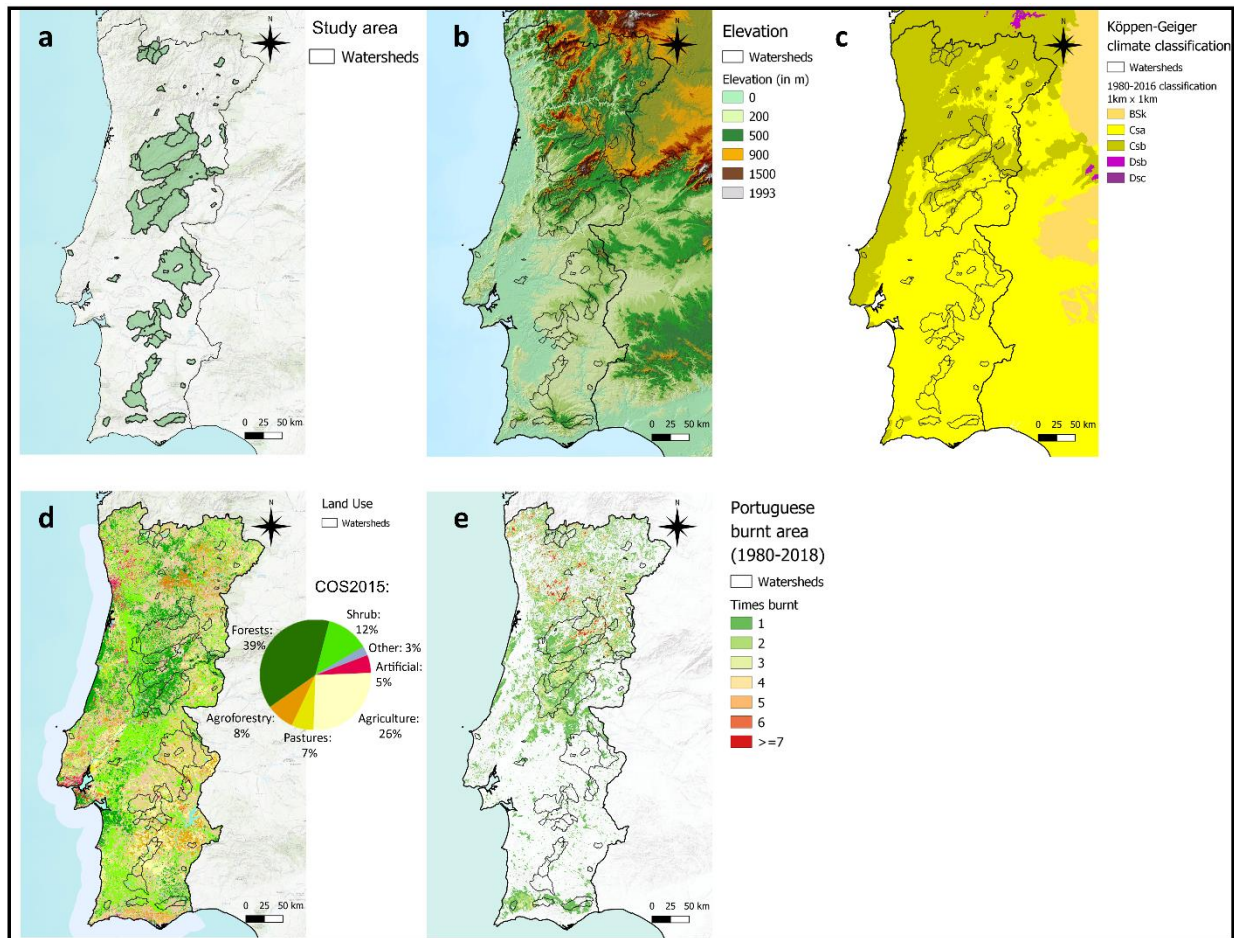 a
Study area
Watersheds
N
0 25 50 km
b
Elevation
Watersheds
Elevation (in m)
0
200
500
900
1500
1993
N
0 25 50 km
c
Köppen-Geiger
climate classification
Watersheds
1980-2016 classification
1km x 1km
BSk
Csa
Csb
Dsb
Dsc
N
0 25 50 km
d
Land Use
Watersheds
N
COS2015:
Shrub:
12%
Forests:
39%
Other: 3%
Artificial:
5%
Agroforestry:
8%
Pastures:
7%
Agriculture:
26%
0 25 50 km
e
Portuguese
burnt area
(1980-2018)
Watersheds
Times burnt
1
2
3
4
5
6
>=7
N
0 25 50 km